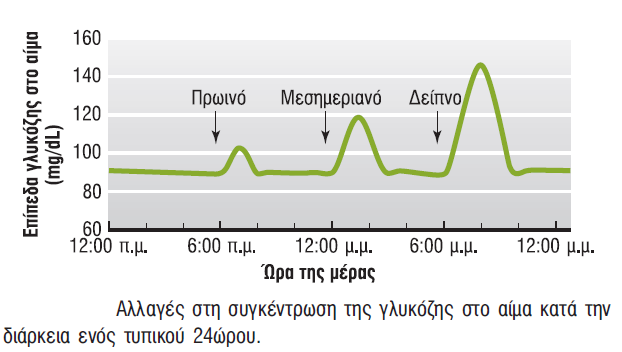 Επίπεδα γλυκόζης στο αίμα
(mg/dL)
160
140
120
100
80
60
Πρωινό
Μεσημεριανό
Δείπνο
12:00 π.μ. 6:00 π.μ. 12:00 μ.μ. 6:00 μ.μ. 12:00 μ.μ.
Ώρα της μέρας
Αλλαγές στη συγκέντρωση της γλυκόζης στο αίμα κατά την
διάρκεια ενός τυπικού 24ώρου.